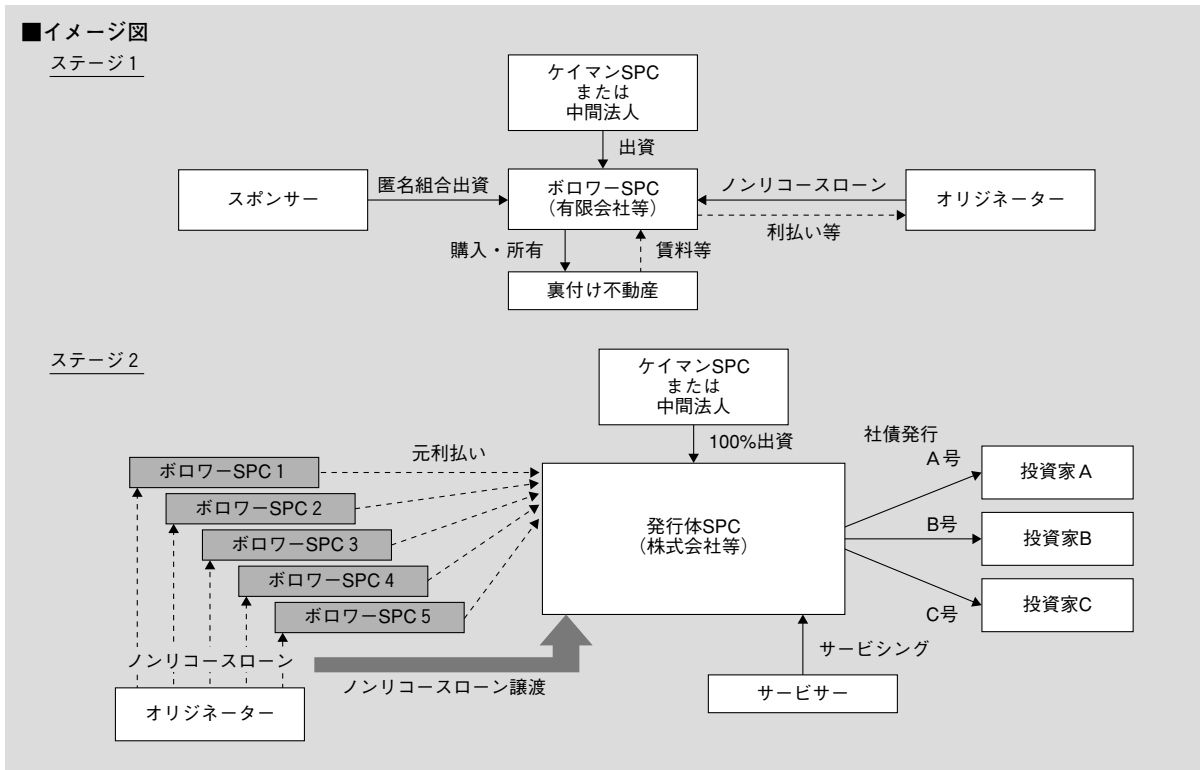 ■イメージ図
ステージ1
ケイマンSPC
または
中間法人
出資
スポンサー
匿名組合出資
ボロワーSPC
（有限会社等）
ノンリコースローン
オリジネーター
利払い等
購入・所有
賃料等
裏付け不動産
ステージ2
ケイマンSPC
または
中間法人
100%出資
社債発行
元利払い
A号
ボロワーSPC 1
投資家A
ボロワーSPC 2
発行体SPC
（株式会社等）
B号
投資家B
ボロワーSPC 3
ボロワーSPC 4
ボロワーSPC 5
C号
投資家C
サービシング
ノンリコースローン
ノンリコースローン譲渡
サービサー
オリジネーター